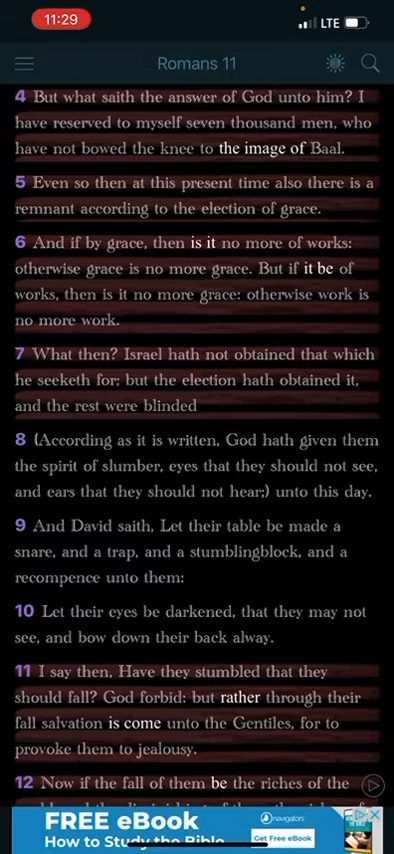 11:29
LTE
Romans 11
4 But what saith the answer of God unto him? I
have reserved to myself seven thousand men, who
have not bowed the knee to the image of Baal.
5 Even so then at this present time also there is a
remnant according to the election of grace.
6 And if by grace, then is it no more of works:
otherwise grace is no more grace. But if it be of
works, then is it no more grace: otherwise work is
no more work.
7 What then? Israel hath not obtained that which
he seeketh for; but the election hath obtained it,
and the rest were blinded
8 (According as it is written, God hath given them
the spirit of slumber, eyes that they should not see,
and ears that they should not hear;) unto this day.
9 And David saith, Let their table be made a
snare, and a trap, and a stumblingblock, and a
recompence unto them:
10 Let their eyes be darkened, that they may not
see, and bow down their back alway.
11 I say then, Have they stumbled that they
should fall? God forbid: but rather through their
fall salvation is come unto the Gentiles, for to
provoke them to jealousy.
12 Now if the fall of them be the riches of the
FREE eBook
How to Study the Bible
navigators
Get Free eBook